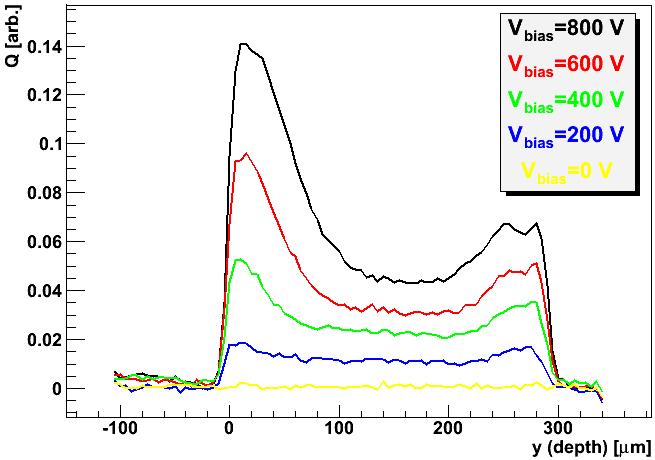 Q [arb.]
0.14
0.12
0.1
0.08
0.06
0.04
0.02
0
-100 0 100 200 300
y (depth) [μm]
Vbias=800 V
Vbias=600 V
Vbias=400 V
Vbias=200 V
Vbias=0 V